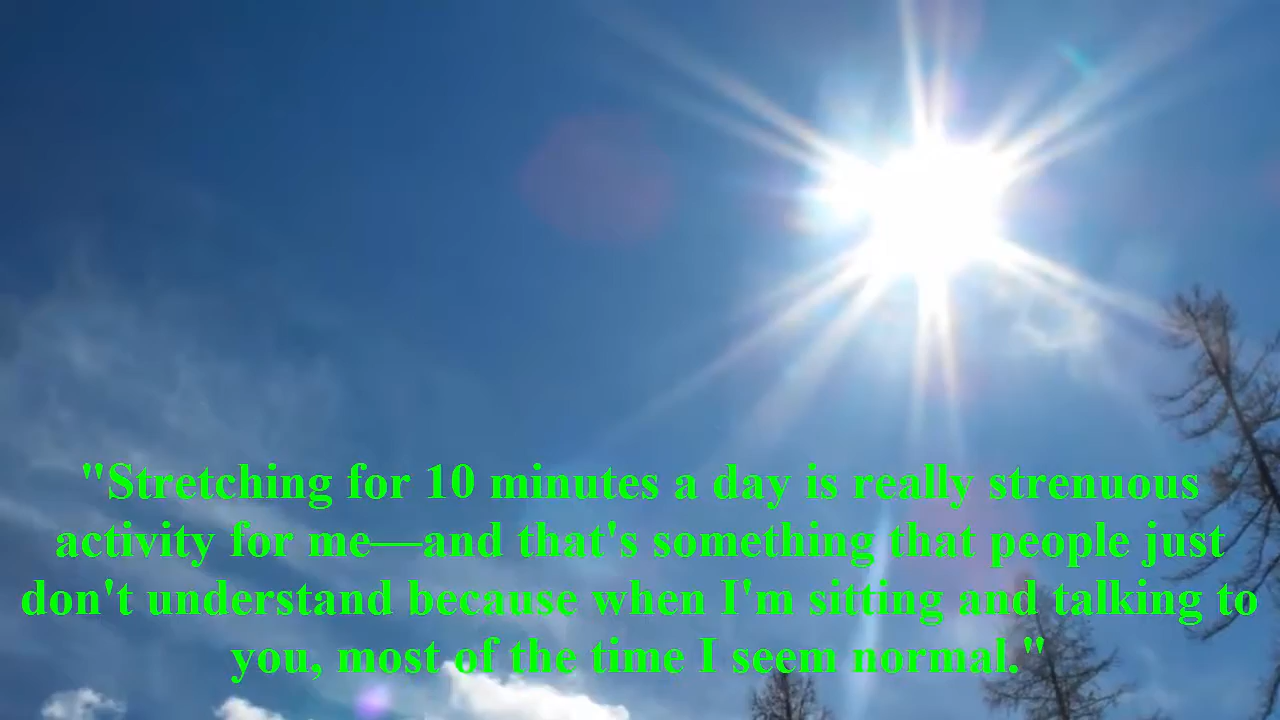 "Stretching for 10 minutes a day is really strenuous
activity for me—and that's something that people just
don't understand because when I'm sitting and talking to
you, most of the time I seem normal."